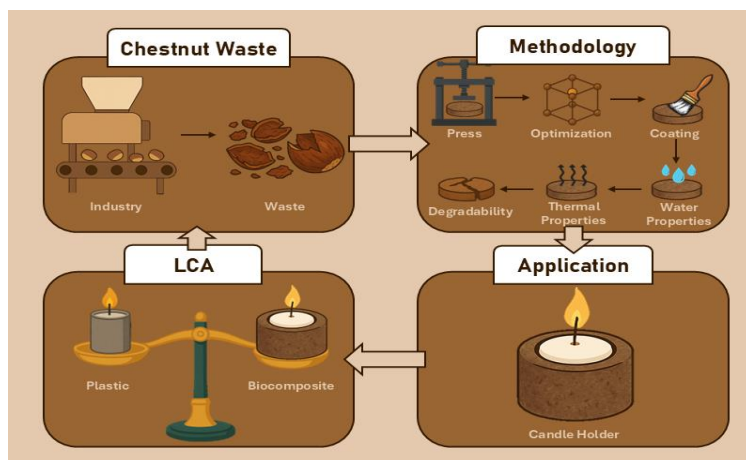 Chestnut Waste
Industry
Waste
Methodology
Press
Optimization
Coating
Degradability
Thermal
Properties
Water
Properties
LCA
Plastic
Biocomposite
Application
Candle Holder